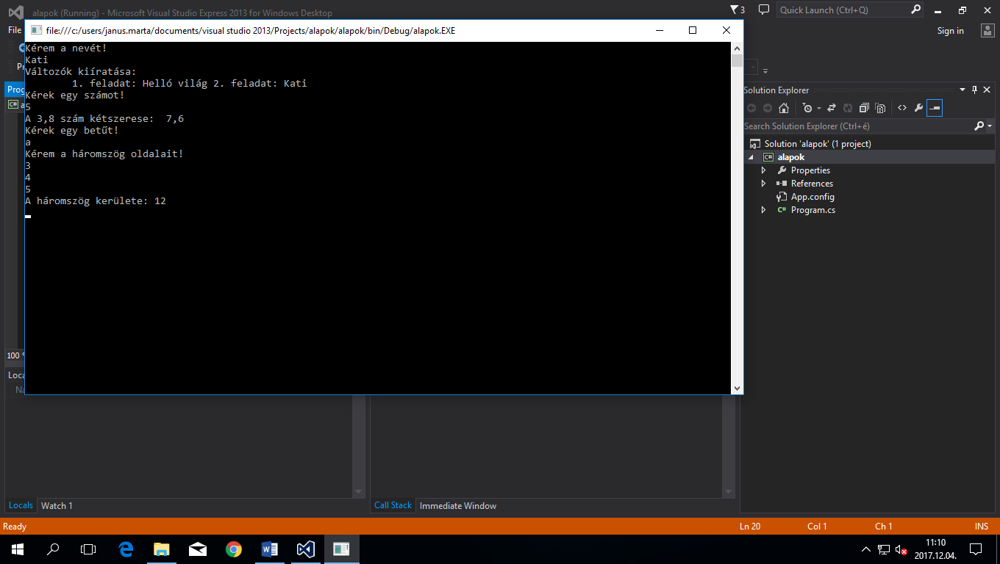 alapok (Running) - Microsoft Visual Studio Express 2013 for Windows Desktop
3
Quick Launch (Ctrl+Q)
File
Sign in
file:///c:/users/janus.marta/documents/visual studio 2013/Projects/alapok/alapok/bin/Debug/alapok.EXE
Kérem a nevét!
Kati
Változók kiíratása:
1. feladat: Helló világ 2. feladat: Kati
Kérek egy számot!
5
A 3,8 szám kétszerese: 7,6
Kérek egy betűt!
a
Kérem a háromszög oldalait!
3
4
5
A háromszög kerülete: 12
Solution Explorer
Search Solution Explorer (Ctrl+é)
Solution 'alapok' (1 project)
C# alapok
Properties
References
App.config
C# Program.cs
100 %
Locals
Watch 1
Call Stack
Immediate Window
Ready
Ln 20
Col 1
Ch 1
INS
11:10
2017.12.04.